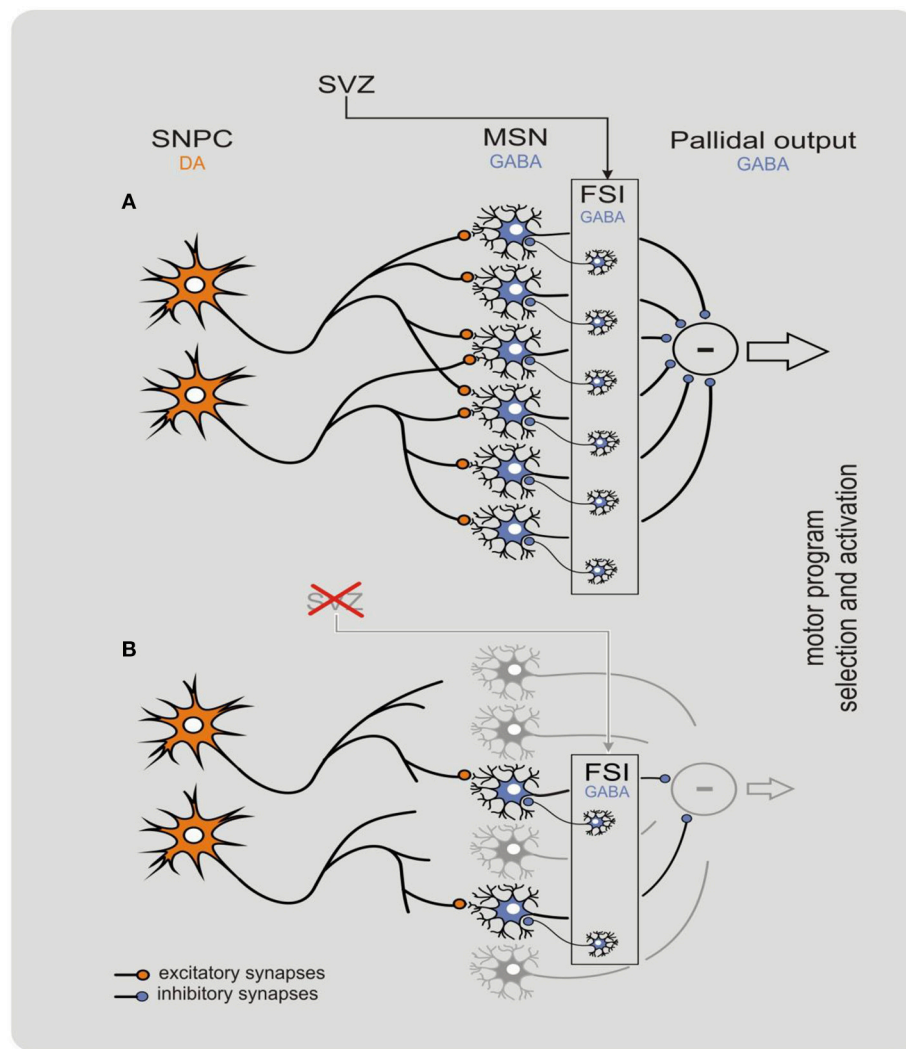 SVZ
SNPC
DA
MSN
GABA
Pallidal output
GABA
A
FSI
GABA
-
motor program
selection and activation
SVZ
B
FSI
GABA
-
excitatory synapses
inhibitory synapses